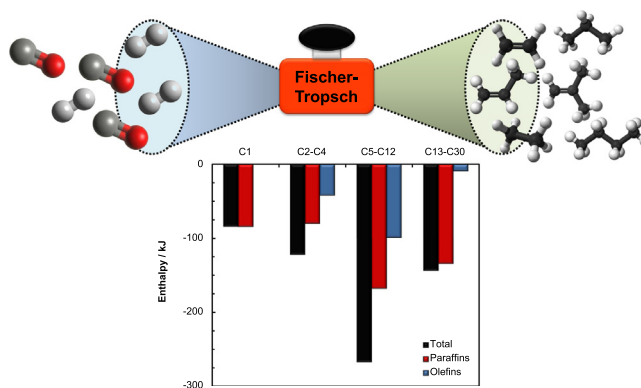 Fischer-
Tropsch
C1 C2-C4 C5-C12 C13-C30
0
-100
-200
-300
Enthalpy / kJ
Total
Paraffins
Olefins